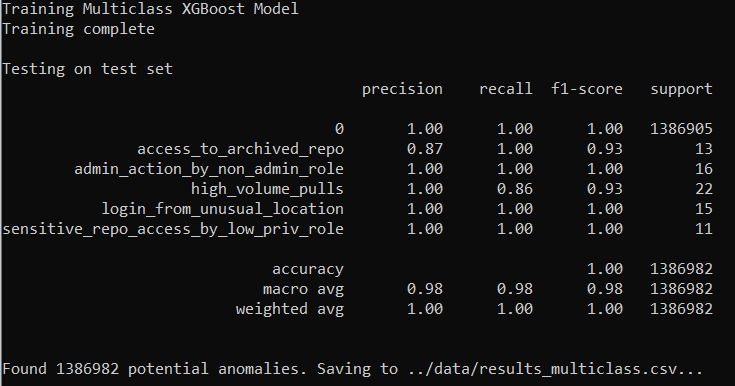 Training Multiclass XGBoost Model
Training complete
Testing on test set
precision recall f1-score support
0 1.00 1.00 1.00 1386905
access_to_archived_repo 0.87 1.00 0.93 13
admin_action_by_non_admin_role 1.00 1.00 1.00 16
high_volume_pulls 1.00 0.86 0.93 22
login_from_unusual_location 1.00 1.00 1.00 15
sensitive_repo_access_by_low_priv_role 1.00 1.00 1.00 11
accuracy 1.00 1386982
macro avg 0.98 0.98 0.98 1386982
weighted avg 1.00 1.00 1.00 1386982
Found 1386982 potential anomalies. Saving to ../data/results_multiclass.csv...